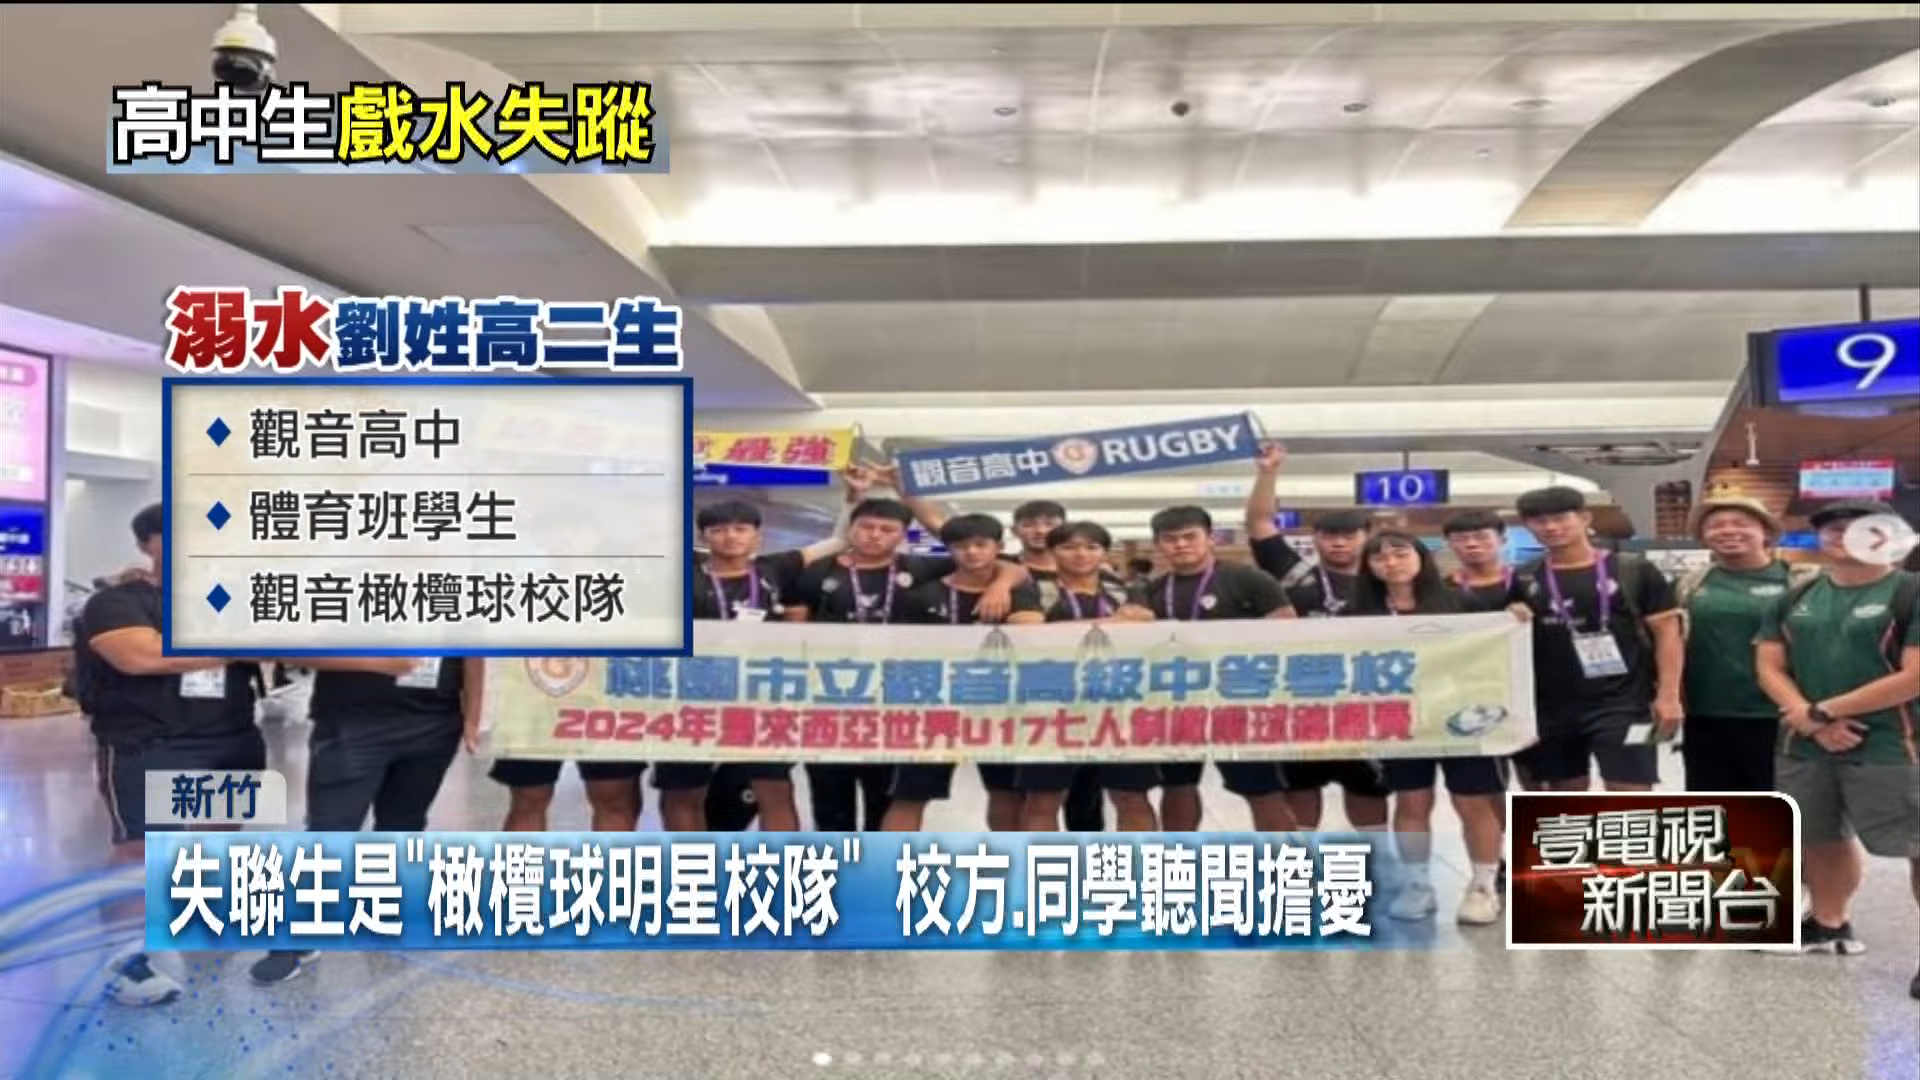 高中生戲水失蹤
溺水劉姓高二生
觀音高中
體育班學生
觀音橄欖球校隊
最強
觀音高中 RUGBY
9
10
桃園市立觀音高級中等學校
2024年馬來西亞世界U17七人制橄欖球錦標賽
新竹
失聯生是"橄欖球明星校隊" 校方.同學聽聞擔憂
壹電視
新聞台